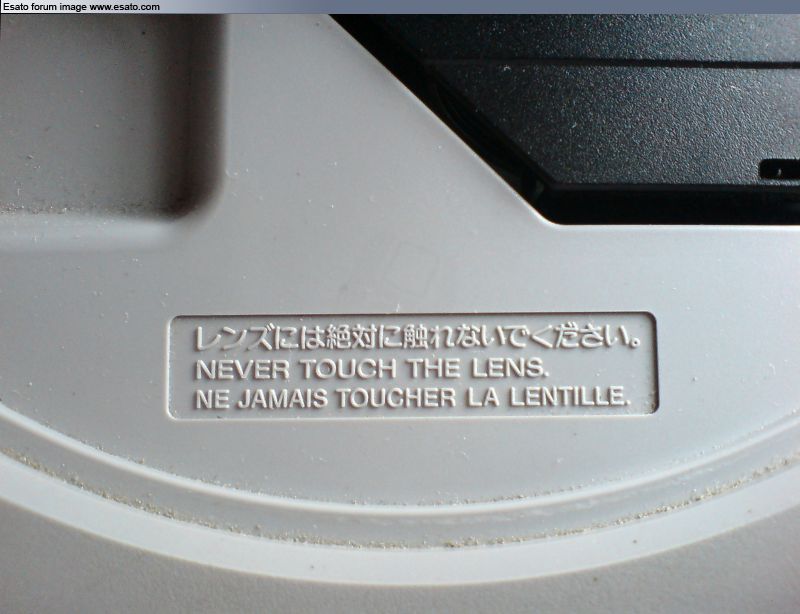 Esato forum image www.esato.com
レンズには絶対に触れないでください。
NEVER TOUCH THE LENS.
NE JAMAIS TOUCHER LA LENTILLE.